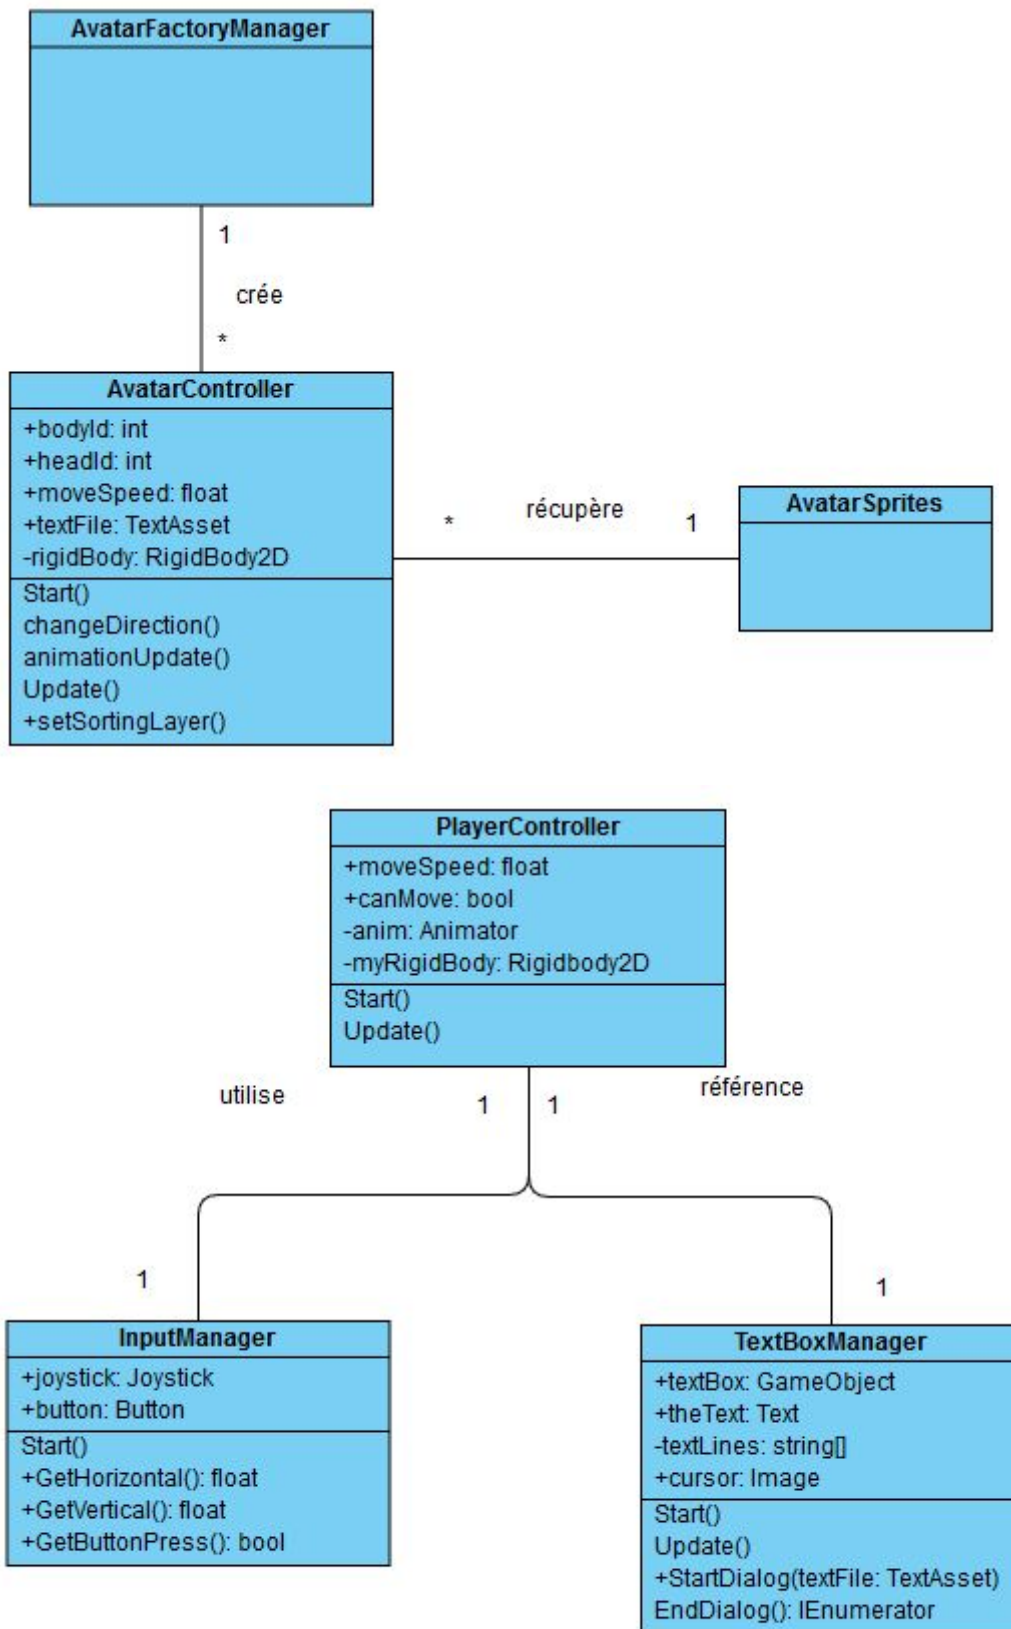 AvatarFactoryManager
1
crée
*
AvatarController
+bodyId: int
+headId: int
+moveSpeed: float
+textFile: TextAsset
-rigidBody: RigidBody2D
Start()
changeDirection()
animationUpdate()
Update()
+setSortingLayer()
* récupère 1
AvatarSprites
PlayerController
+moveSpeed: float
+canMove: bool
-anim: Animator
-myRigidBody: Rigidbody2D
Start()
Update()
utilise 1 1 référence
1
1
InputManager
+joystick: Joystick
+button: Button
Start()
+GetHorizontal(): float
+GetVertical(): float
+GetButtonPress(): bool
TextBoxManager
+textBox: GameObject
+theText: Text
-textLines: string[]
+cursor: Image
Start()
Update()
+StartDialog(textFile: TextAsset)
EndDialog(): IEnumerator